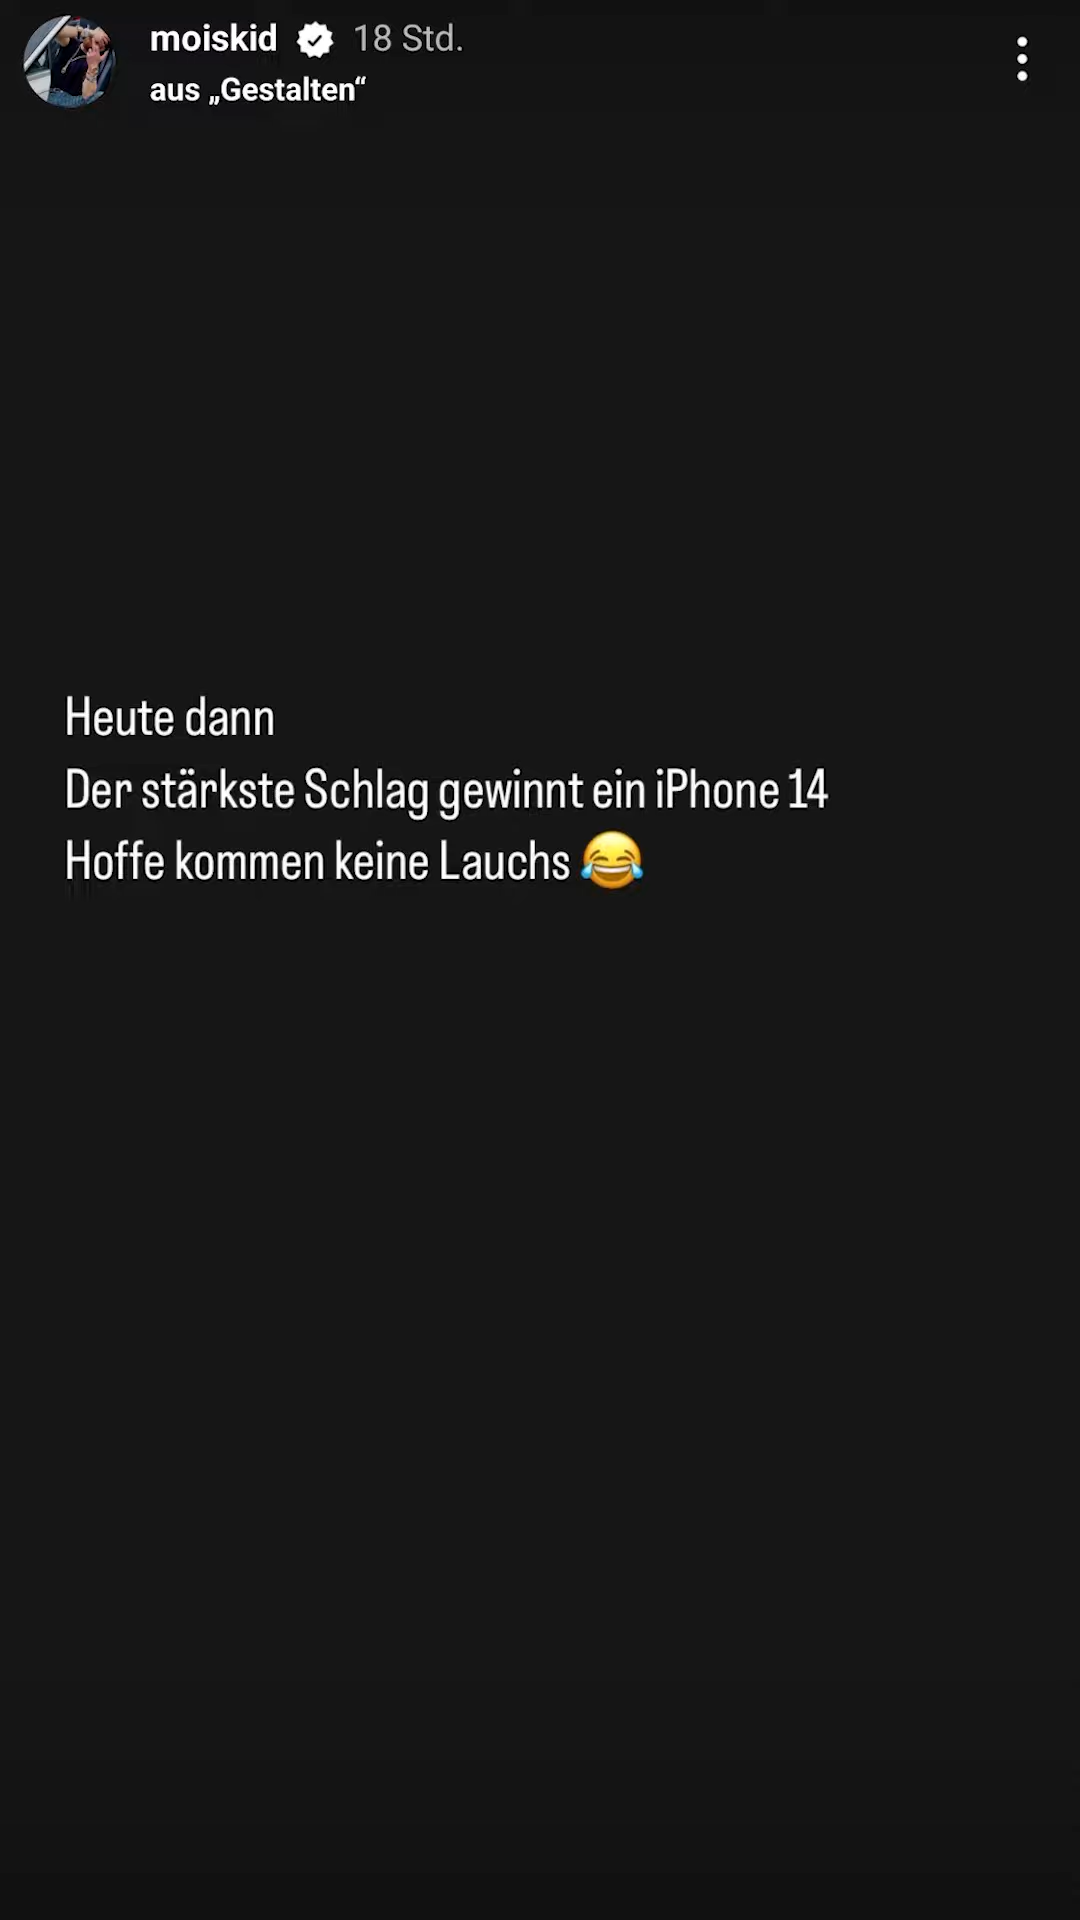 moiskid 18 Std.
aus „Gestalten“
Heute dann
Der stärkste Schlag gewinnt ein iPhone 14
Hoffe kommen keine Lauchs 😂